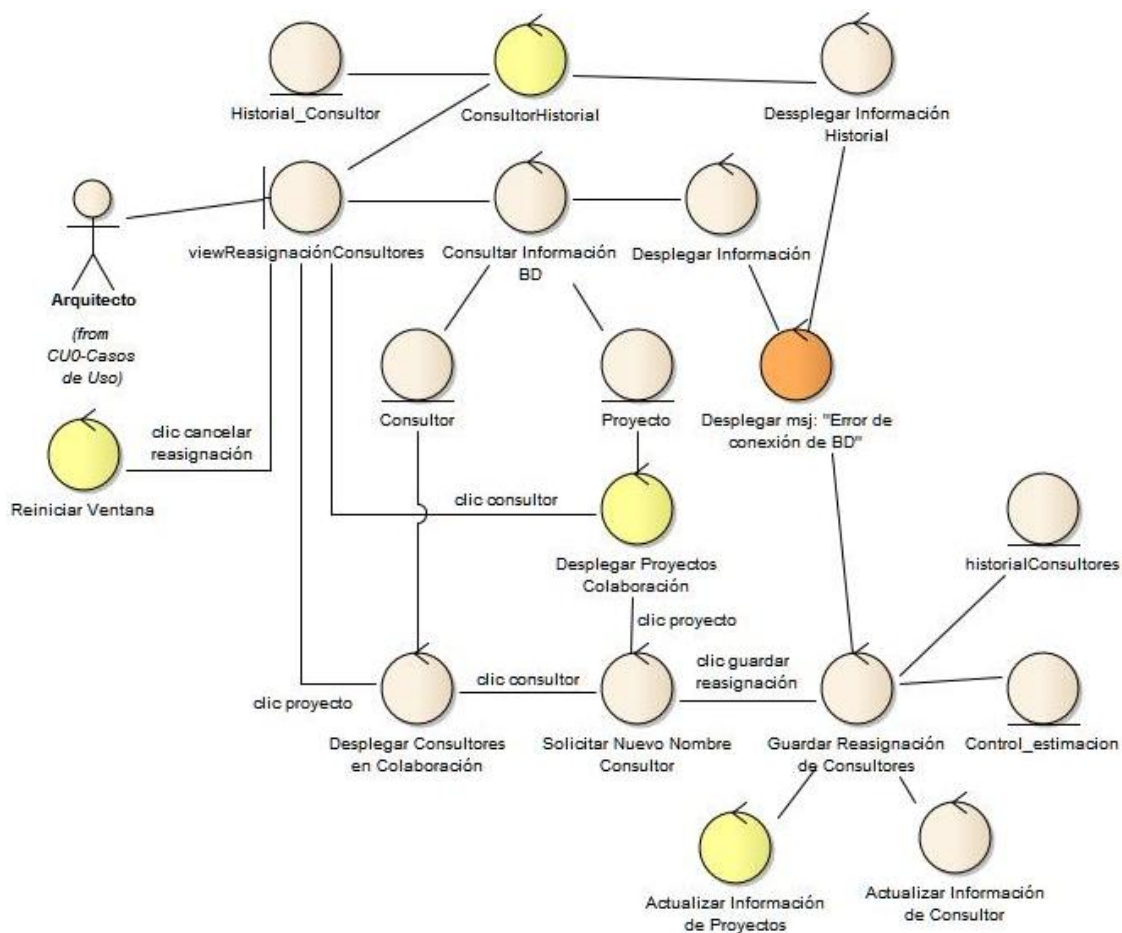 Historial_Consultor
ConsultorHistorial
Dessplegar Información
Historial
viewReasignaciónConsultores
Consultar Información
BD
Desplegar Información
Arquitecto
(from
CU0-Casos
de Uso)
Consultor
Proyecto
Desplegar msj: "Error de
conexión de BD"
clic cancelar
reasignación
Reiniciar Ventana
clic consultor
Desplegar Proyectos
Colaboración
historialConsultores
clic proyecto
clic proyecto
clic consultor
clic guardar
reasignación
Desplegar Consultores
en Colaboración
Solicitar Nuevo Nombre
Consultor
Guardar Reasignación
de Consultores
Control_estimacion
Actualizar Información
de Proyectos
Actualizar Información
de Consultor